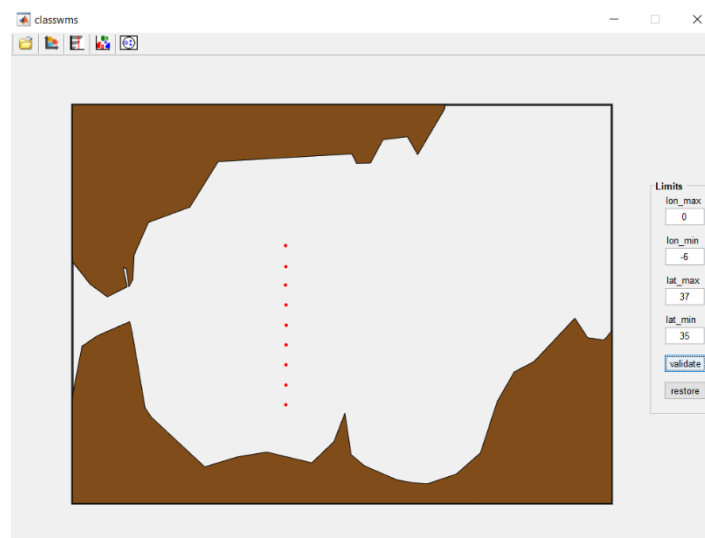 classwms
Limits
lon_max
0
lon_min
-6
lat_max
37
lat_min
35
validate
restore